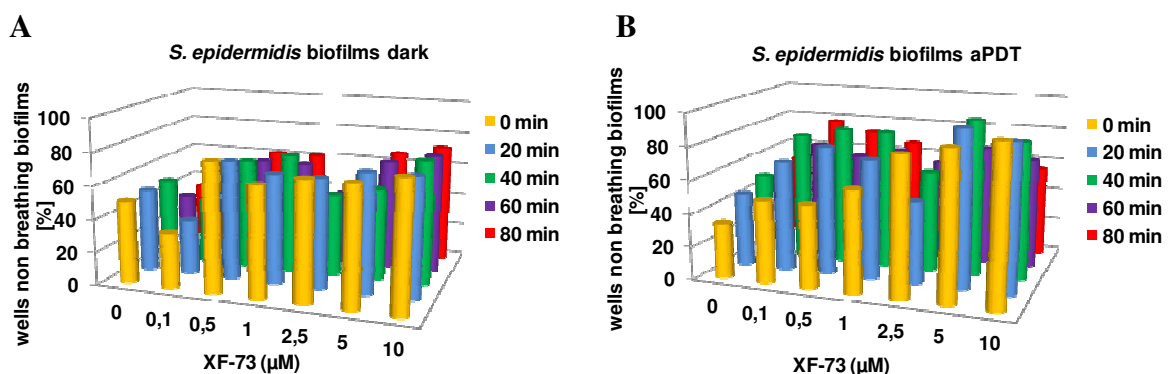 A
S. epidermidis biofilms dark
wells non breathing biofilms
[%]
100
80
60
40
20
0
0
0,1
0,5
1
2,5
5
10
XF-73 (µM)
0 min
20 min
40 min
60 min
80 min
B
S. epidermidis biofilms aPDT
wells non breathing biofilms
[%]
100
80
60
40
20
0
0
0,1
0,5
1
2,5
5
10
XF-73 (µM)
0 min
20 min
40 min
60 min
80 min